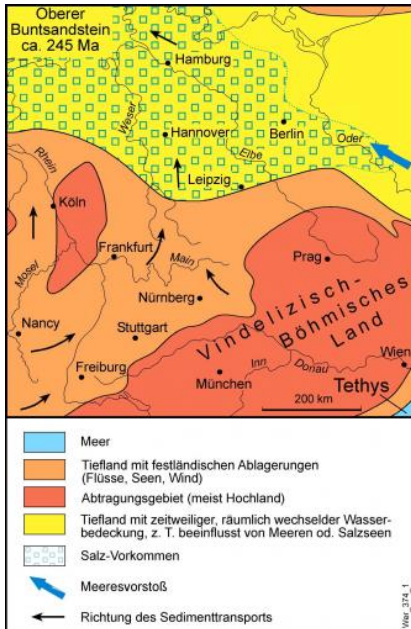 Oberer
Buntsandstein
ca. 245 Ma
Hamburg
Weser
Hannover
Berlin
Oder
Elbe
Rhein
Leipzig
Köln
Frankfurt
Main
Prag
Mosel
Nürnberg
Nancy
Stuttgart
Vindelizisch-
Böhmisches
Land
Freiburg
Inn
Donau
Wien
München
Tethys
200 km
Meer
Tiefland mit festländischen Ablagerungen
(Flüsse, Seen, Wind)
Abtragungsgebiet (meist Hochland)
Tiefland mit zeitweiliger, räumlich wechselder Wasser-
bedeckung, z. T. beeinflusst von Meeren od. Salzseen
Salz-Vorkommen
Meeresvorstoß
Richtung des Sedimenttransports
Wer_374_1